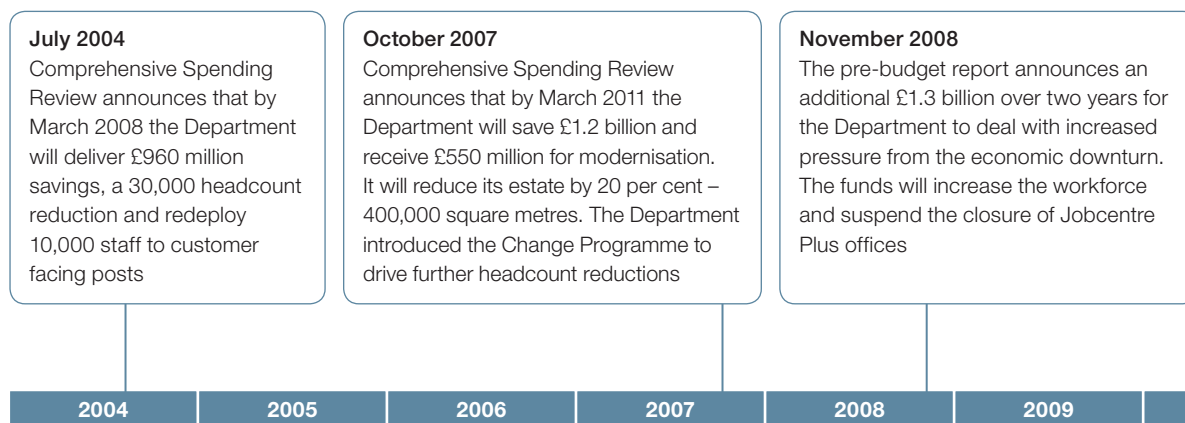 July 2004
Comprehensive Spending
Review announces that by
March 2008 the Department
will deliver £960 million
savings, a 30,000 headcount
reduction and redeploy
10,000 staff to customer
facing posts
October 2007
Comprehensive Spending Review
announces that by March 2011 the
Department will save £1.2 billion and
receive £550 million for modernisation.
It will reduce its estate by 20 per cent –
400,000 square metres. The Department
introduced the Change Programme to
drive further headcount reductions
November 2008
The pre-budget report announces an
additional £1.3 billion over two years for
the Department to deal with increased
pressure from the economic downturn.
The funds will increase the workforce
and suspend the closure of Jobcentre
Plus offices
2004 2005 2006 2007 2008 2009